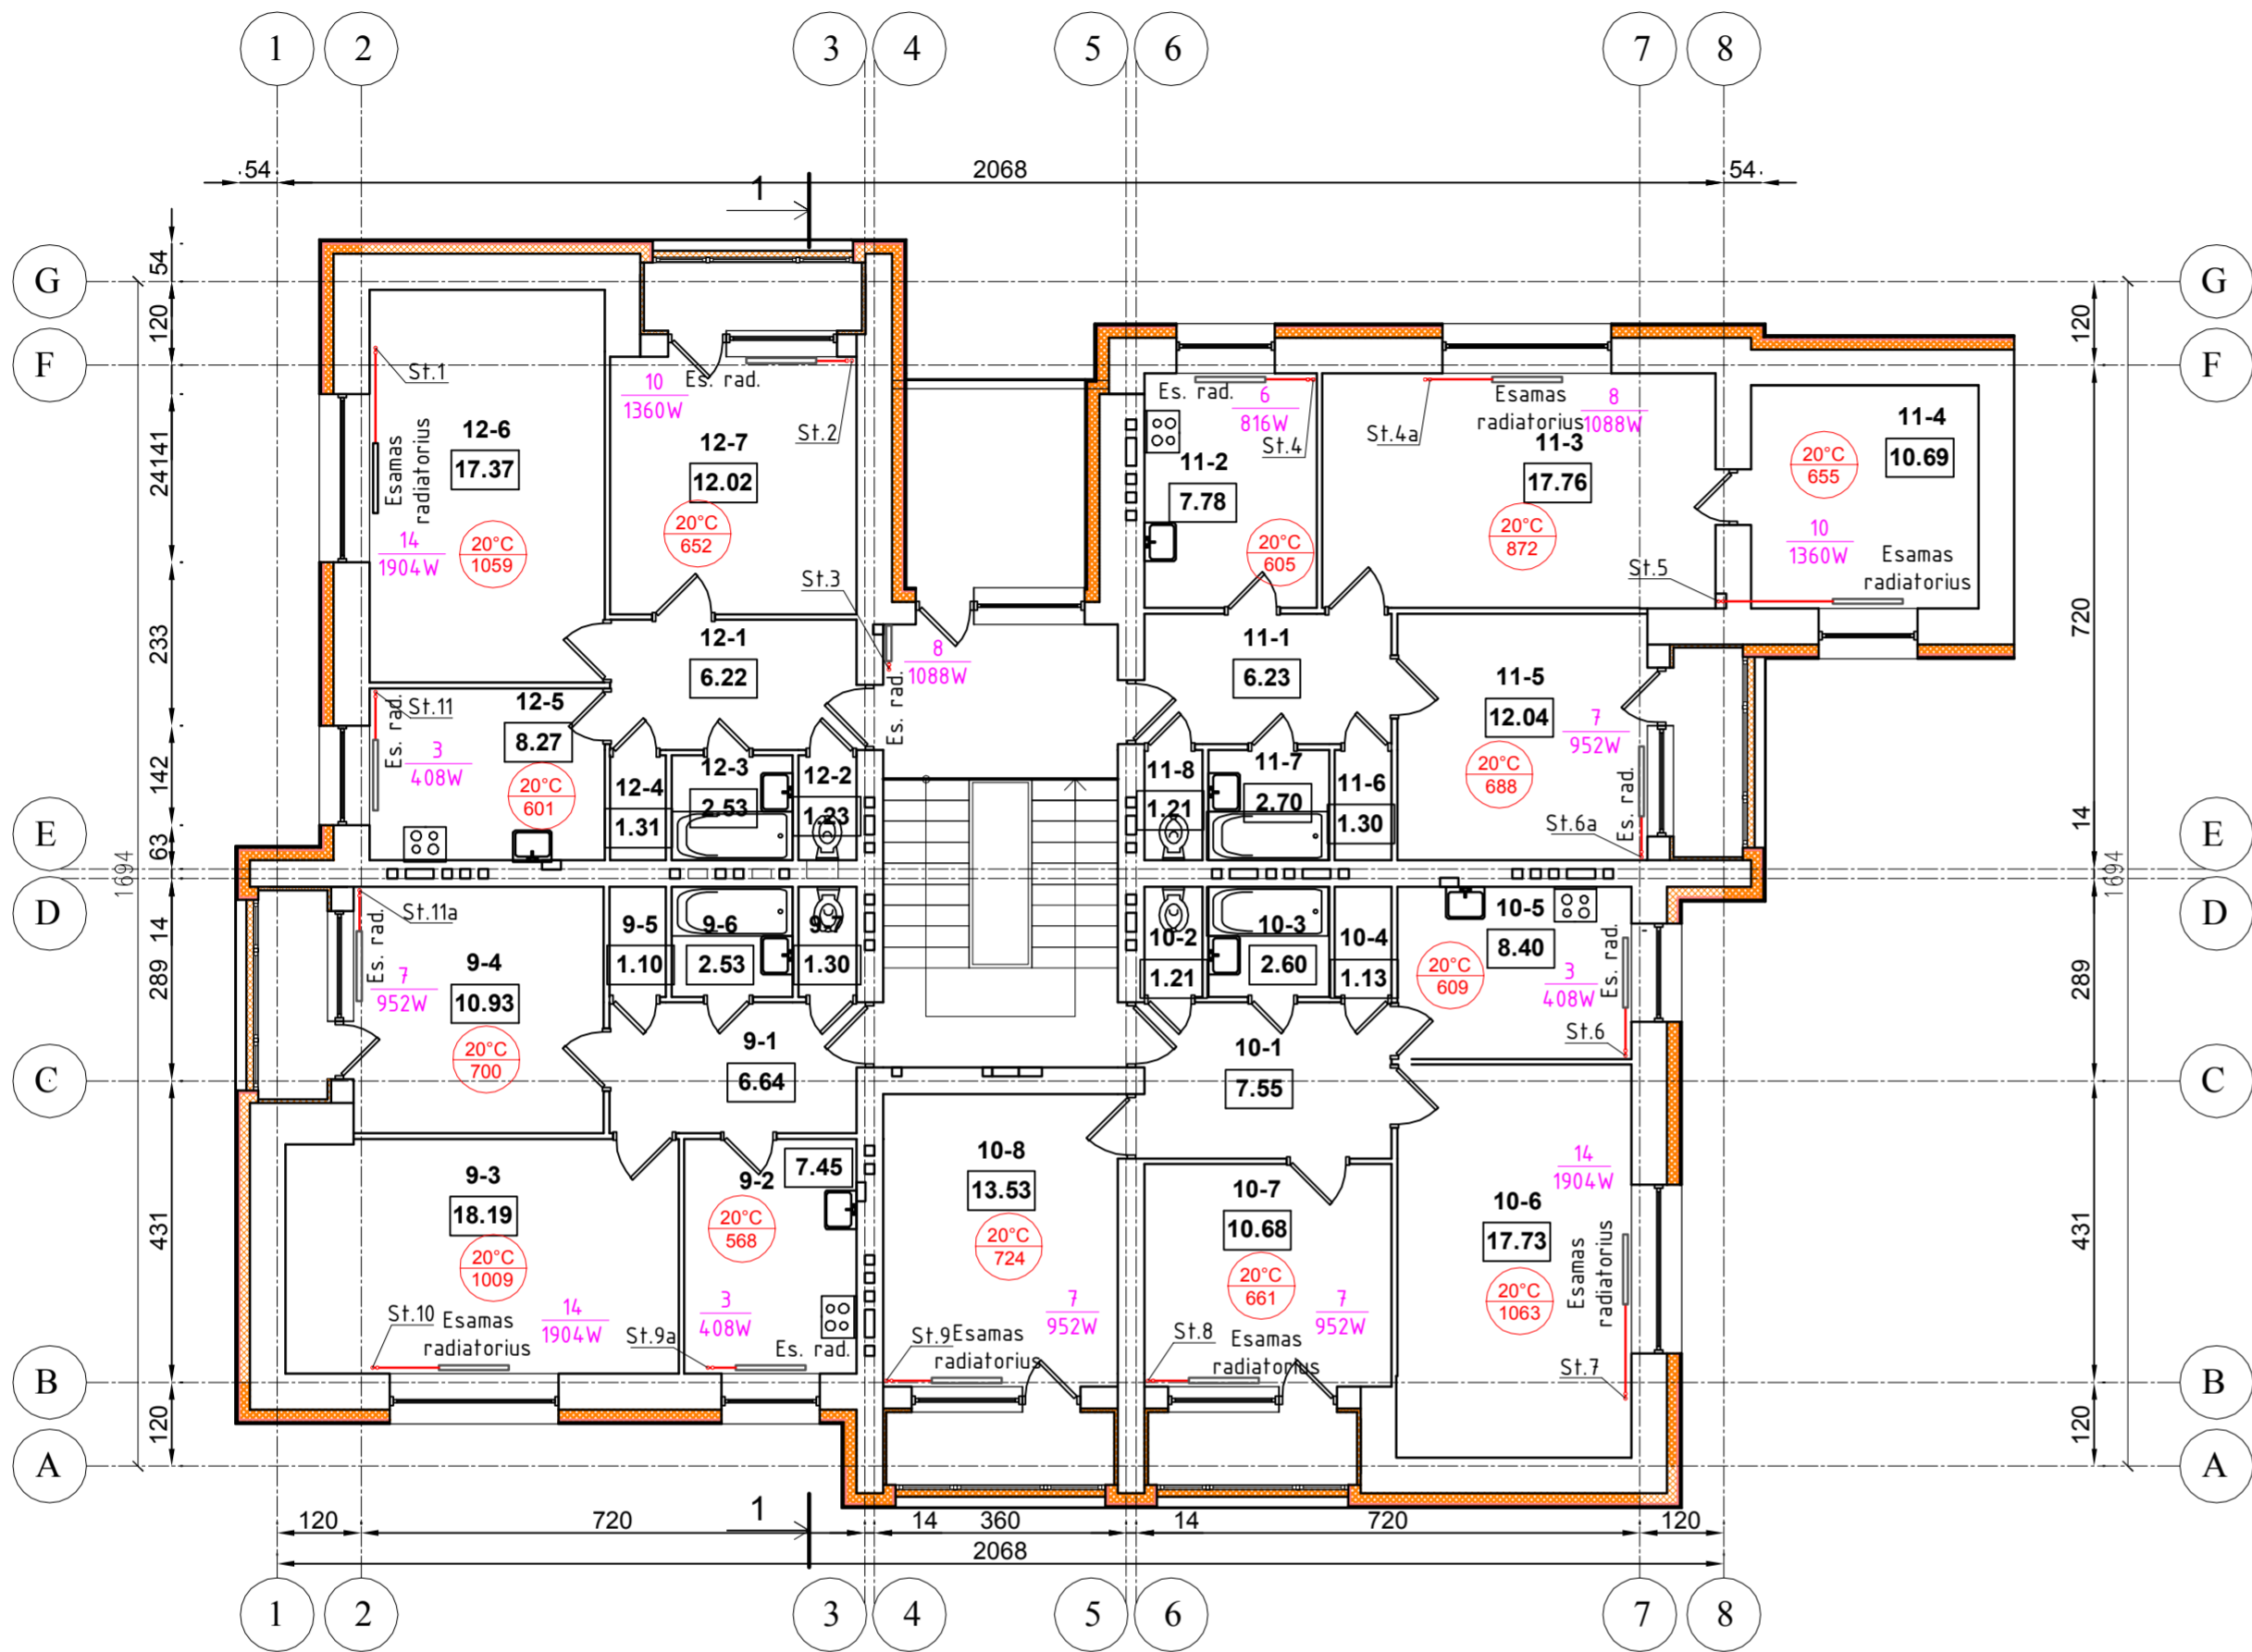 1 2 3 4 5 6 7 8
54 2068 54
1
G G
54
120 120
F F
St.1
Esamas
radiatorius
12-6
17.37
14
1904W
20°C
1059
10
1360W
Es. rad.
St.2
12-7
12.02
20°C
652
Es. rad.
6
816W
St.4
11-2
7.78
20°C
605
St.4a
Esamas
radiatorius
8
1088W
11-3
17.76
20°C
872
11-4
10.69
20°C
655
10
1360W
Esamas
radiatorius
St.5
241
41
233
142
63
720
14
St.3
8
1088W
Es. rad.
12-1
6.22
11-1
6.23
St.11
Es. rad.
3
408W
12-5
8.27
20°C
601
12-4
1.31
12-3
2.53
12-2
1.23
11-8
1.21
11-7
2.70
11-6
1.30
11-5
12.04
7
952W
20°C
688
Es. rad.
St.6a
E E
1694 1694
D D
14
289 289
St.11a
Es. rad.
7
952W
9-4
10.93
20°C
700
9-5
1.10
9-6
2.53
9-7
1.30
10-2
1.21
10-3
2.60
10-4
1.13
10-5
8.40
20°C
609
3
408W
Es. rad.
St.6
9-1
6.64
10-1
7.55
C C
431 431
9-3
18.19
20°C
1009
St.10
Esamas
radiatorius
14
1904W
9-2
7.45
20°C
568
St.9a
3
408W
Es. rad.
10-8
13.53
20°C
724
7
952W
St.9
Esamas
radiatorius
10-7
10.68
20°C
661
7
952W
St.8
Esamas
radiatorius
14
1904W
10-6
17.73
20°C
1063
Esamas
radiatorius
St.7
B B
120 120
A A
1
120 720 14 360 14 720 120
2068
1 2 3 4 5 6 7 8